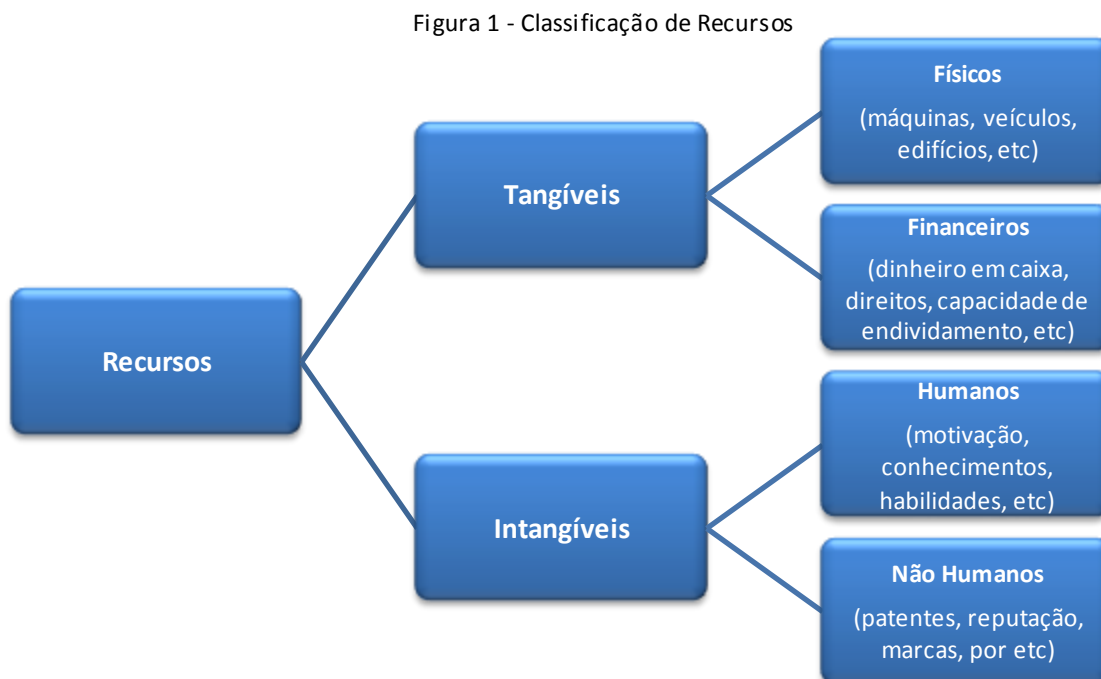 Figura 1 - Classificação de Recursos
Recursos
Tangíveis
Físicos
(máquinas, veículos,
edifícios, etc)
Financeiros
(dinheiro em caixa,
direitos, capacidade de
endividamento, etc)
Intangíveis
Humanos
(motivação,
conhecimentos,
habilidades, etc)
Não Humanos
(patentes, reputação,
marcas, por etc)